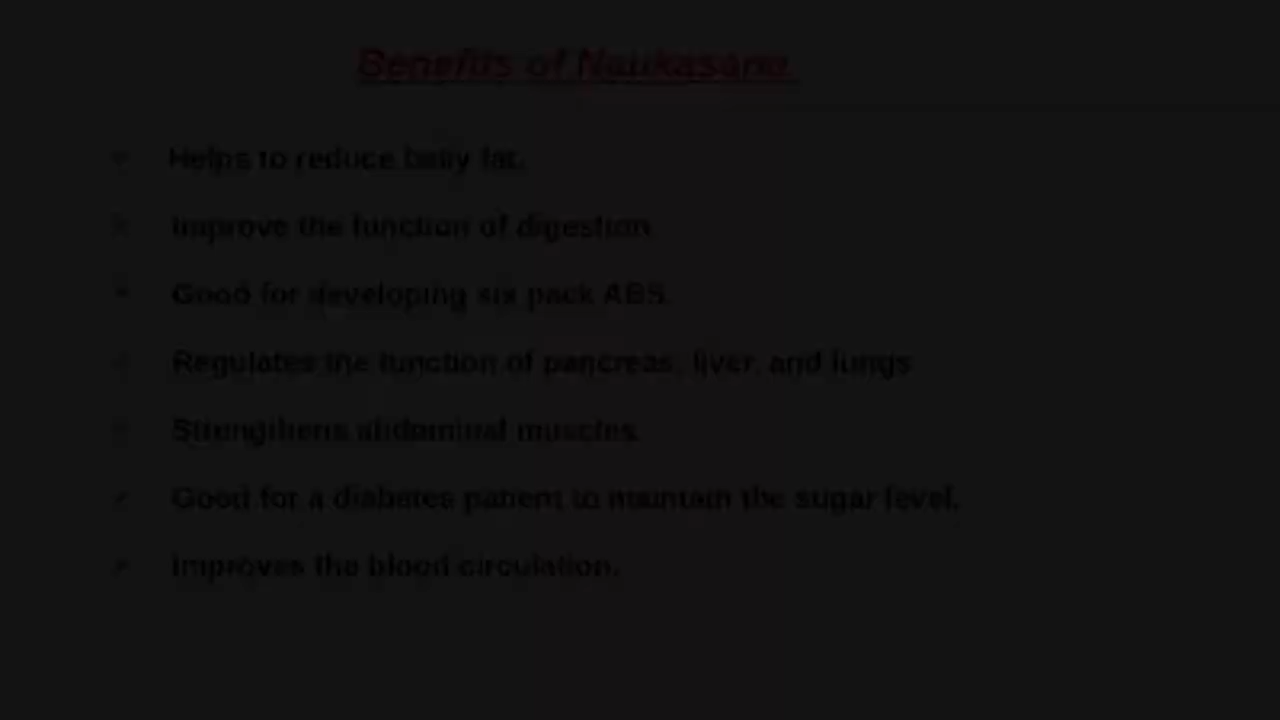 Benefits of Naukasana
Helps to reduce belly fat.
Improve the function of digestion
Good for developing six pack ABS.
Regulates the function of pancreas, liver, and lungs
Strengthens abdominal muscles
Good for a diabetes patient to maintain the sugar level.
Improves the blood circulation.